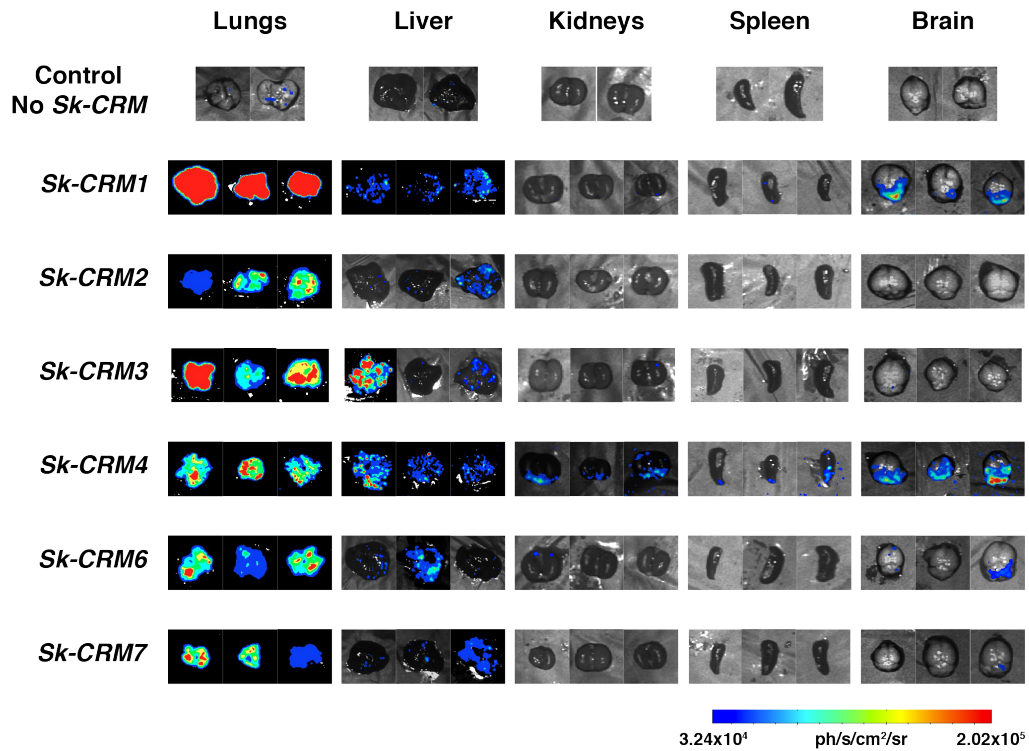 Lungs Liver Kidneys Spleen Brain
Control
No Sk-CRM
Sk-CRM1
Sk-CRM2
Sk-CRM3
Sk-CRM4
Sk-CRM6
Sk-CRM7
3.24x10⁴ ph/s/cm²/sr 2.02x10⁵